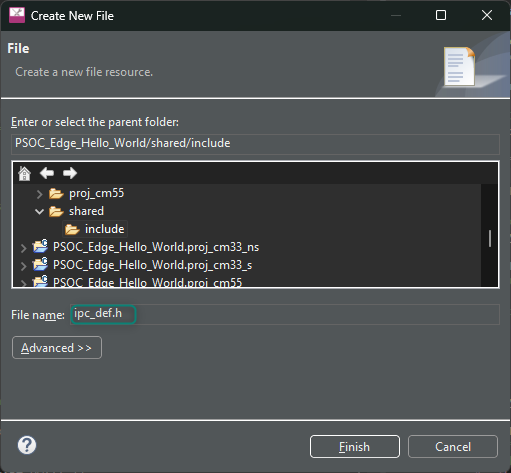 Create New File
File
Create a new file resource.
Enter or select the parent folder:
PSOC_Edge_Hello_World/shared/include
proj_cm55
shared
include
PSOC_Edge_Hello_World.proj_cm33_ns
PSOC_Edge_Hello_World.proj_cm33_s
PSOC_Edge_Hello_World.proj_cm55
File name: ipc_def.h
Advanced >>
? Finish Cancel